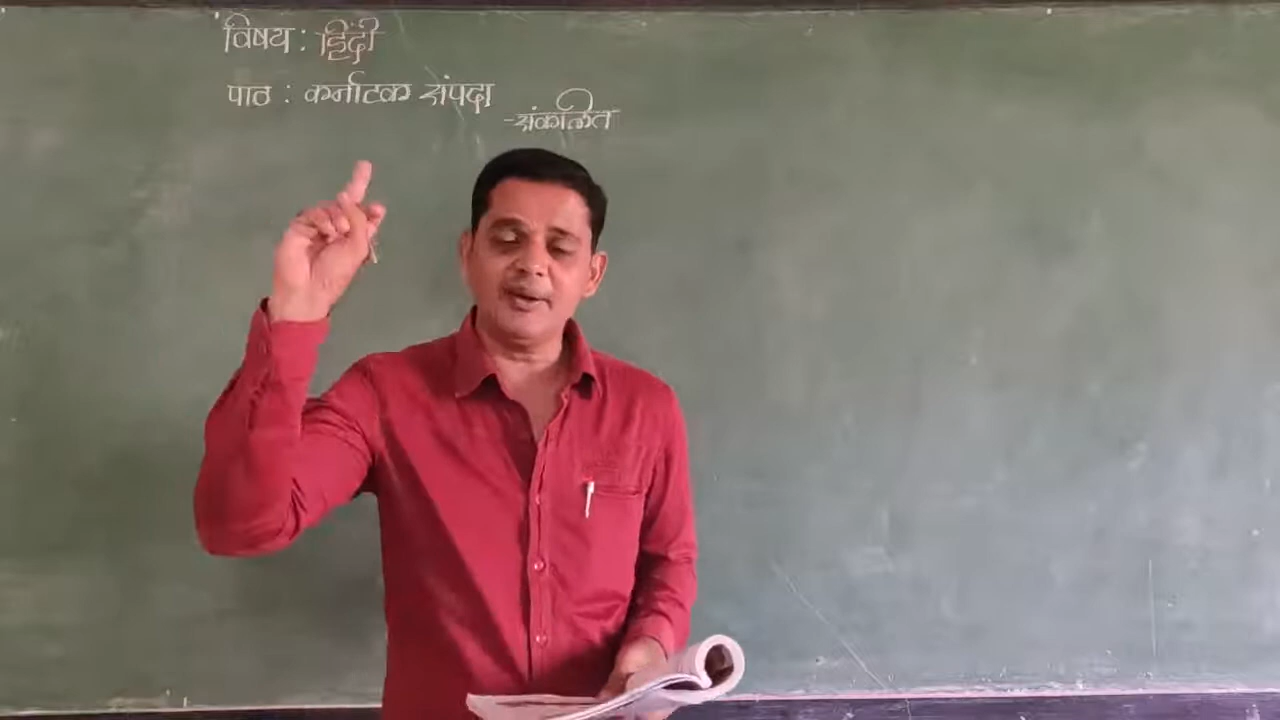 विषय : हिंदी
पाठ : कर्नाटक संपदा
-संकलित